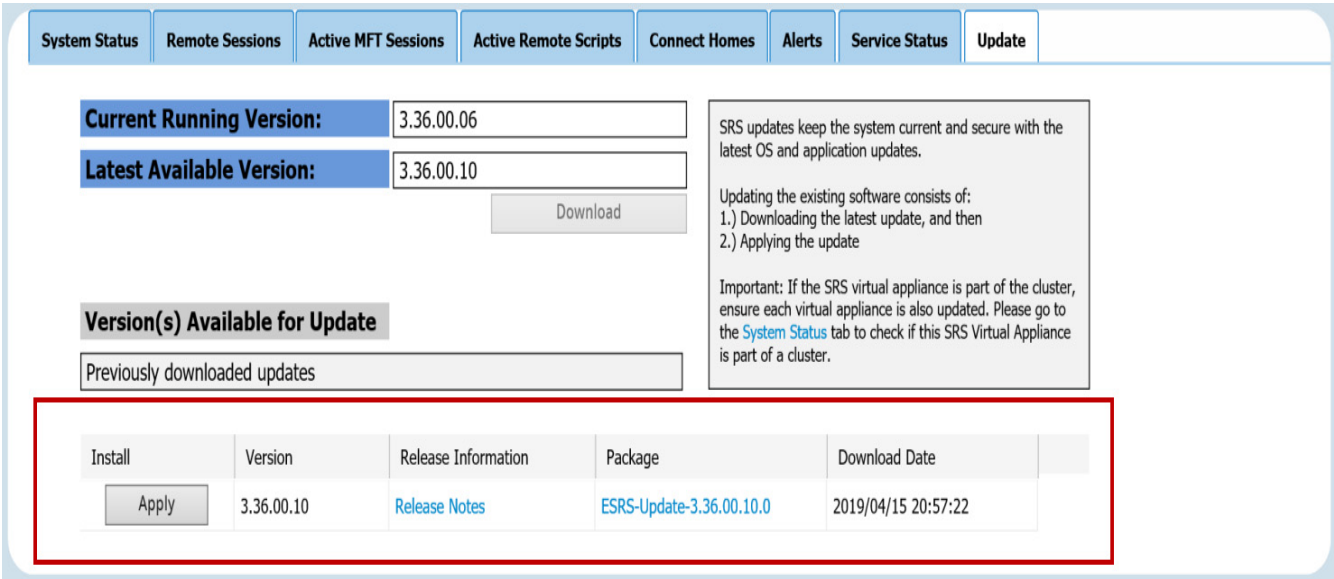 System Status Remote Sessions Active MFT Sessions Active Remote Scripts Connect Homes Alerts Service Status Update
Current Running Version: 3.36.00.06
Latest Available Version: 3.36.00.10
Download
Version(s) Available for Update
Previously downloaded updates
SRS updates keep the system current and secure with the
latest OS and application updates.
Updating the existing software consists of:
1.) Downloading the latest update, and then
2.) Applying the update
Important: If the SRS virtual appliance is part of the cluster,
ensure each virtual appliance is also updated. Please go to
the System Status tab to check if this SRS Virtual Appliance
is part of a cluster.
Install Version Release Information Package Download Date
Apply 3.36.00.10 Release Notes ESRS-Update-3.36.00.10.0 2019/04/15 20:57:22